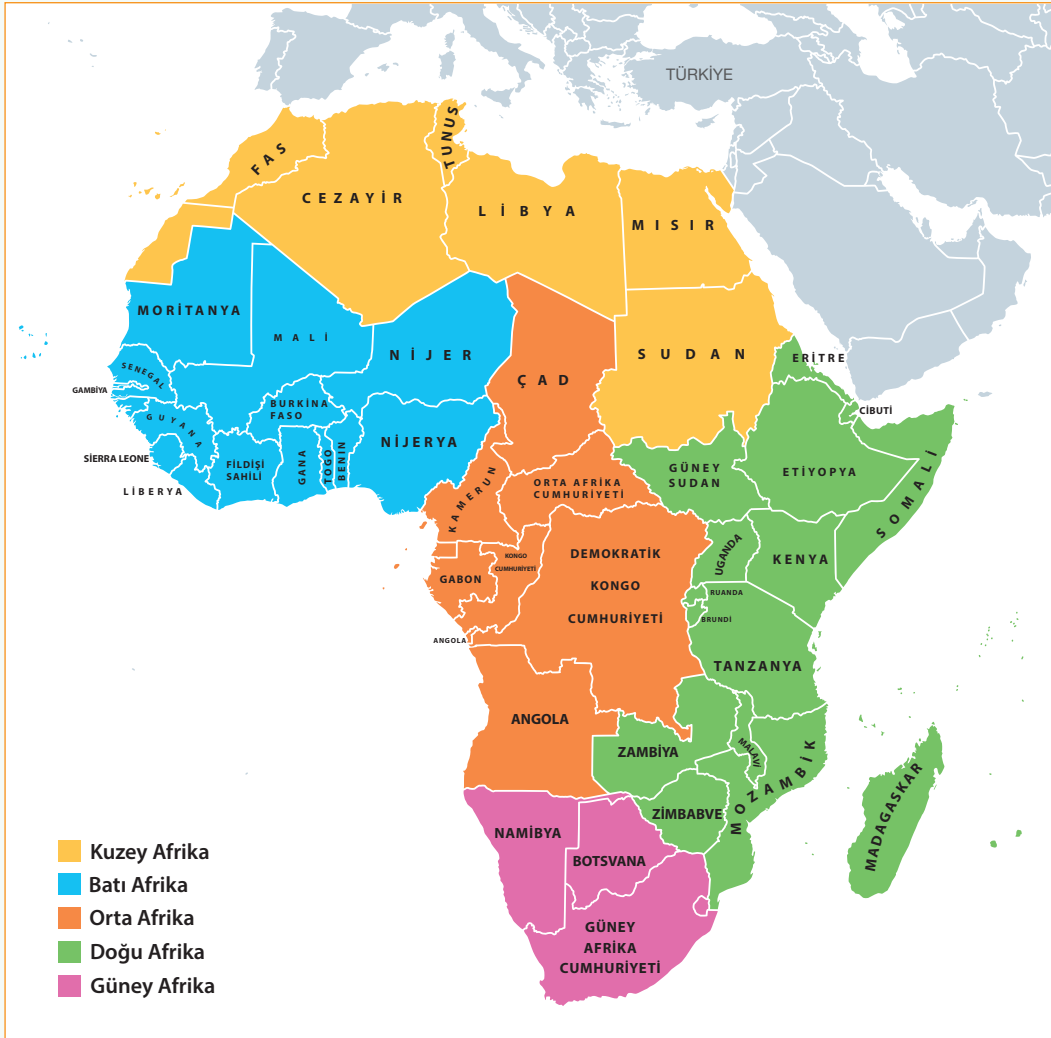 TÜRKİYE
FAS
CEZAYİR
TUNUS
LİBYA
MISIR
MORİTANYA
MALİ
NİJER
ÇAD
SUDAN
ERİTRE
CİBUTİ
SENEGAL
GAMBİYA
GUYANA
SİERRA LEONE
LİBERYA
BURKİNA
FASO
FİLDİŞİ
SAHİLİ
GANA
TOGO
BENIN
NİJERYA
KAMERUN
ORTA AFRİKA
CUMHURİYETİ
GÜNEY
SUDAN
ETİYOPYA
SOMALİ
KONGO
CUMHURİYETİ
GABON
DEMOKRATİK
KONGO
CUMHURİYETİ
UGANDA
KENYA
RUANDA
BRUNDİ
ANGOLA
TANZANYA
ANGOLA
ZAMBİYA
MALAVİ
MOZAMBİK
ZİMBABVE
MADAGASKAR
NAMİBYA
BOTSVANA
GÜNEY
AFRİKA
CUMHURİYETİ
Kuzey Afrika
Batı Afrika
Orta Afrika
Doğu Afrika
Güney Afrika